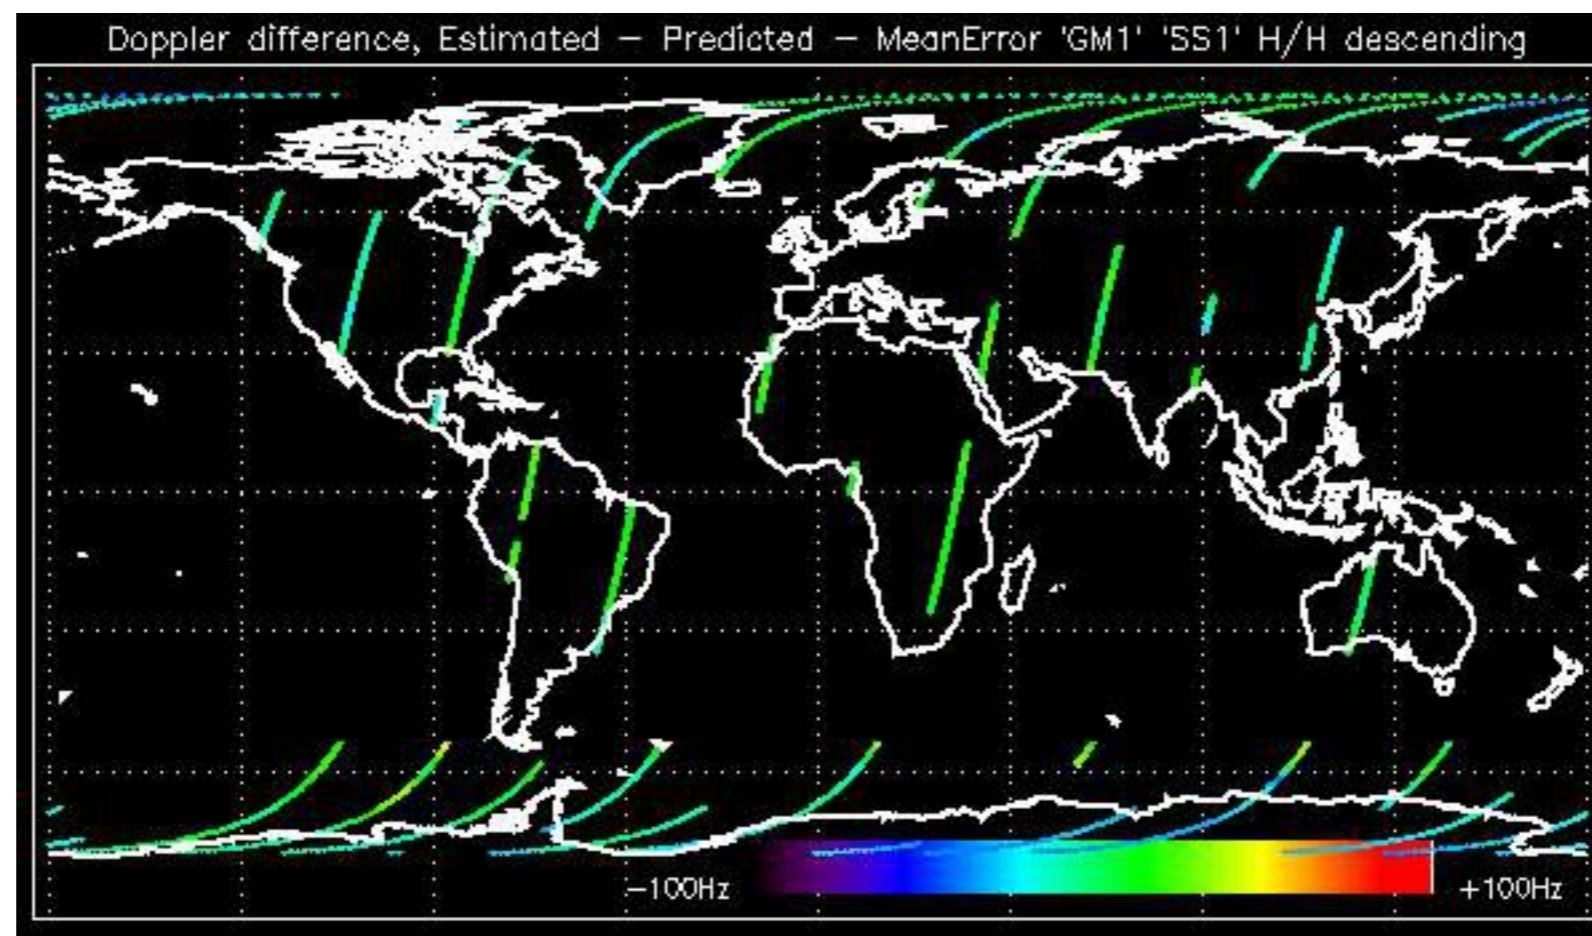 Doppler difference, Estimated – Predicted – MeanError 'GM1' 'SS1' H/H descending
–100Hz
+100Hz